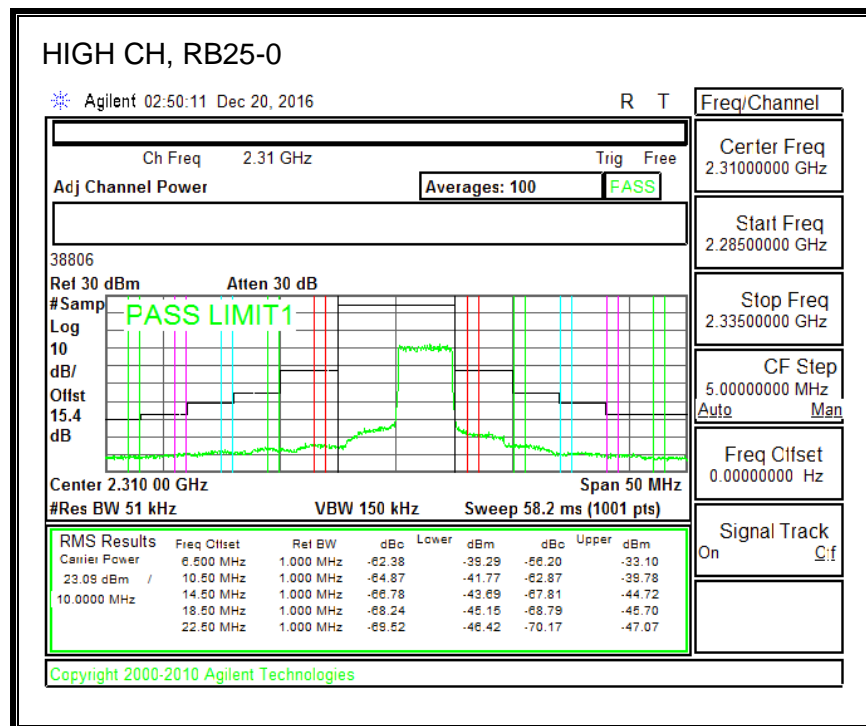 HIGH CH, RB25-0
Agilent 02:50:11 Dec 20, 2016 R T
Freq/Channel
Ch Freq 2.31 GHz Trig Free
Adj Channel Power Averages: 100 PASS
Center Freq
2.31000000 GHz
Start Freq
2.28500000 GHz
38806
Ref 30 dBm Atten 30 dB
#Samp
Log
10
dB/
Offst
15.4
dB
PASS LIMIT1
Stop Freq
2.33500000 GHz
CF Step
5.00000000 MHz
Auto Man
Center 2.310 00 GHz Span 50 MHz
#Res BW 51 kHz VBW 150 kHz Sweep 58.2 ms (1001 pts)
Freq Offset
0.00000000 Hz
Signal Track
On Off
RMS Results Freq Offset Ref BW dBc Lower dBm dBc Upper dBm
Carrier Power 6.500 MHz 1.000 MHz -62.38 -39.29 -56.20 -33.10
23.09 dBm / 10.50 MHz 1.000 MHz -64.87 -41.77 -62.87 -39.78
10.0000 MHz 14.50 MHz 1.000 MHz -66.78 -43.69 -67.81 -44.72
18.50 MHz 1.000 MHz -68.24 -45.15 -68.79 -45.70
22.50 MHz 1.000 MHz -69.52 -46.42 -70.17 -47.07
Copyright 2000-2010 Agilent Technologies